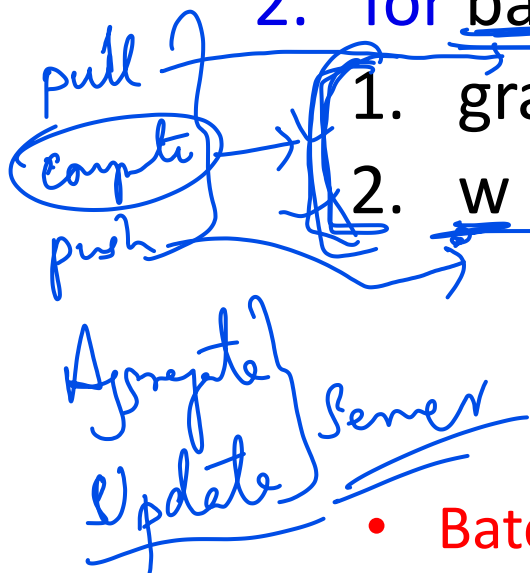 2. for ba
pull
1. gra
compute
2. w
push
Aggregate
Server
Update
• Bat